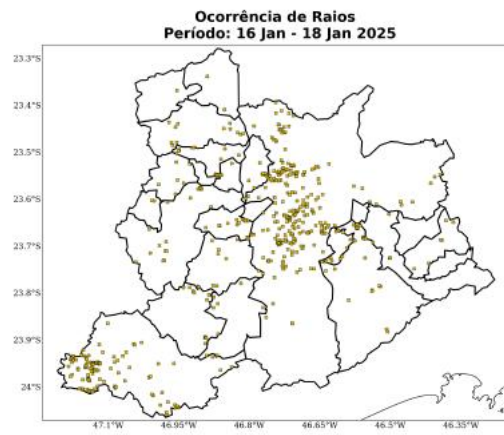 Ocorrência de Raios
Período: 16 Jan - 18 Jan 2025
23.3°S
23.4°S
23.5°S
23.6°S
23.7°S
23.8°S
23.9°S
24°S
47.1°W
46.95°W
46.8°W
46.65°W
46.5°W
46.35°W